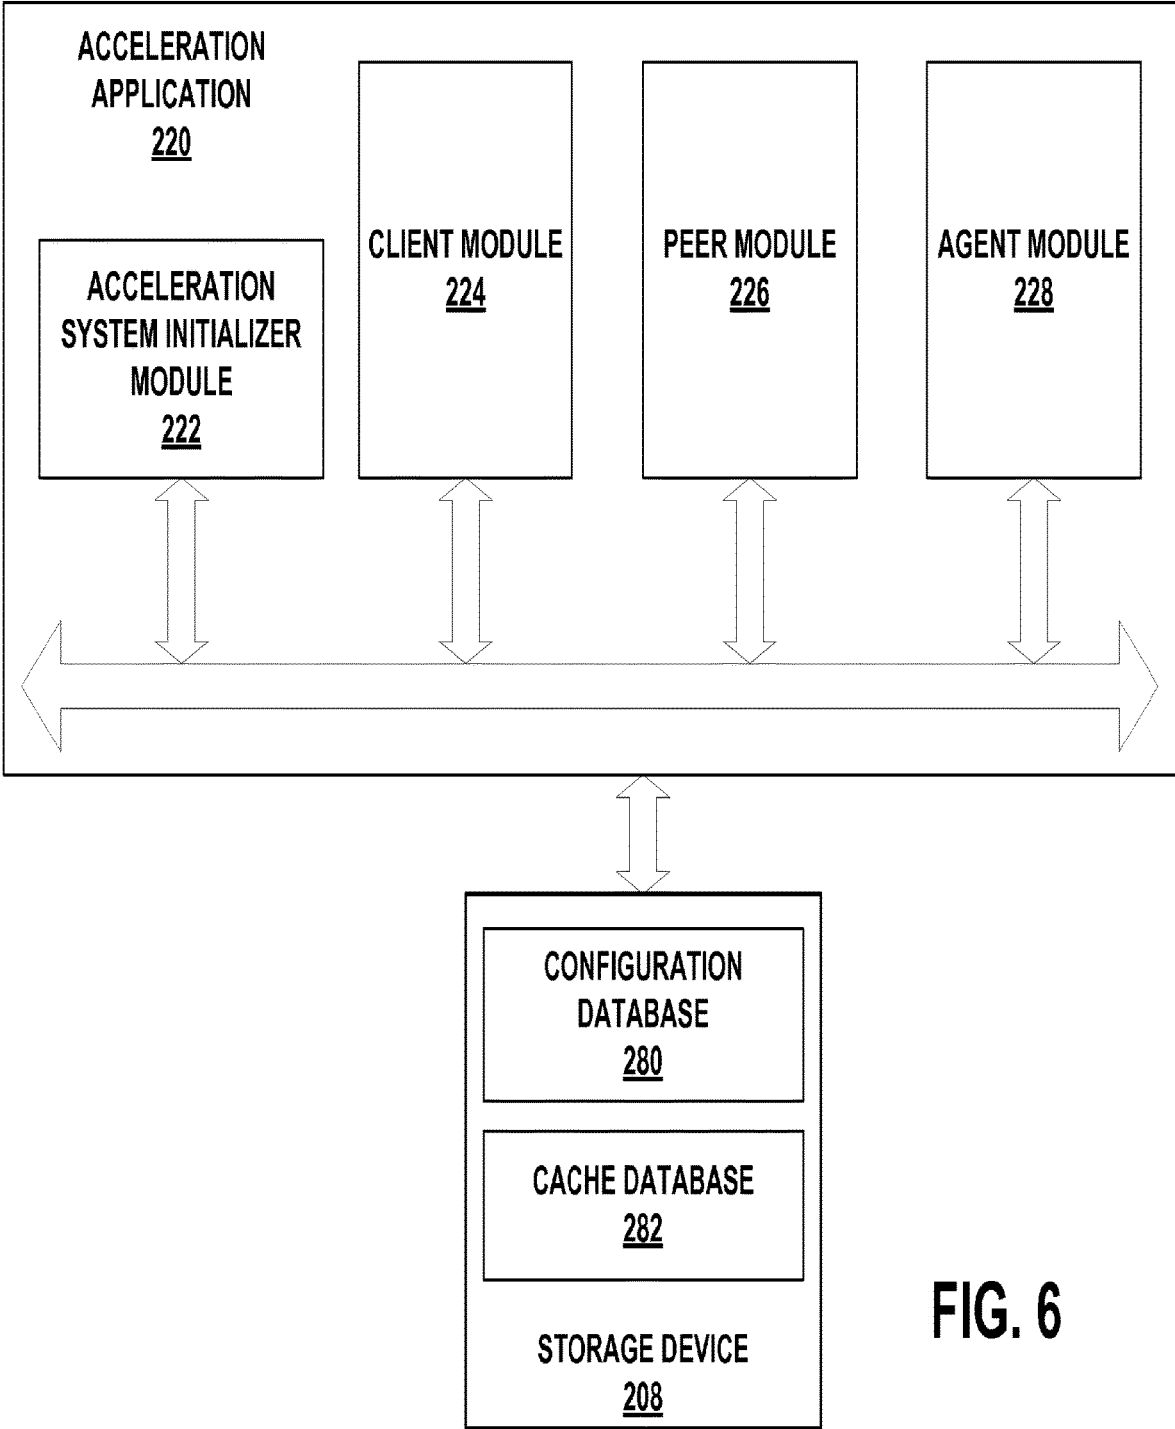 ACCELERATION
APPLICATION
220
ACCELERATION
SYSTEM INITIALIZER
MODULE
222
CLIENT MODULE
224
PEER MODULE
226
AGENT MODULE
228
CONFIGURATION
DATABASE
280
CACHE DATABASE
282
STORAGE DEVICE
208
FIG. 6